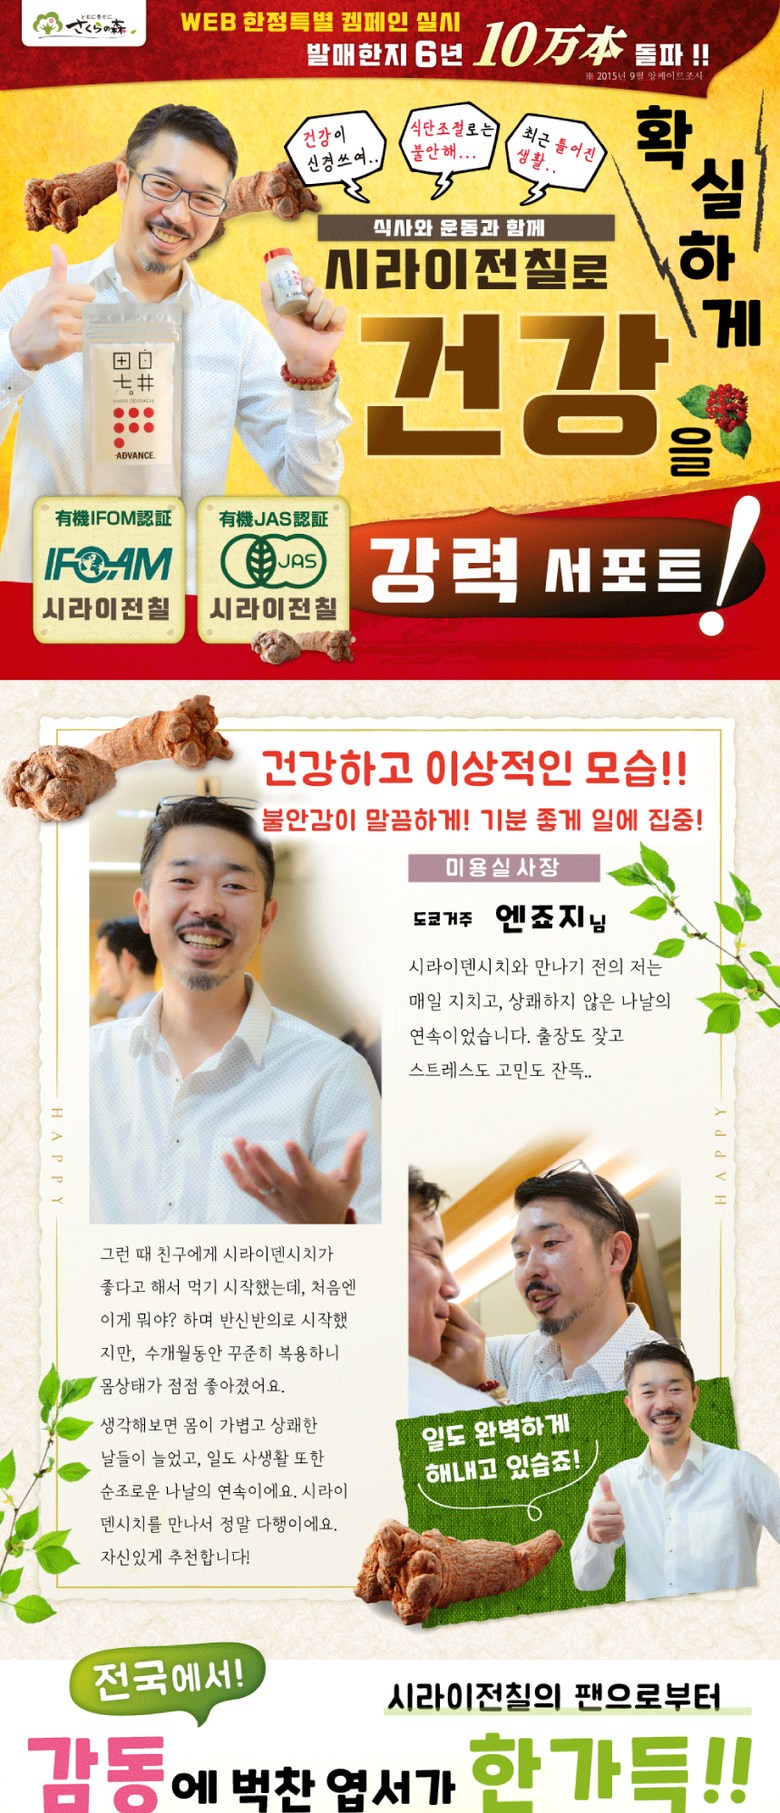 ともに豊かに
さくらの森
WEB 한정특별 켐페인 실시
발매한지 6년 10万本 돌파 !!
※ 2015년 9월 앙케이트조사
건강이
신경쓰여..
식단조절로는
불안해...
최근 틀어진
생활..
확실하게
식사와 운동과 함께
시라이전칠로
건강을
白井田七。
SHIRAI DENSHICHI
ADVANCE.
有機IFOM認証
IFOAM
시라이전칠
有機JAS認証
JAS
시라이전칠
강력 서포트!
건강하고 이상적인 모습!!
불안감이 말끔하게! 기분 좋게 일에 집중!
미용실사장
도쿄거주 엔죠지님
시라이덴시치와 만나기 전의 저는
매일 지치고, 상쾌하지 않은 나날의
연속이었습니다. 출장도 잦고
스트레스도 고민도 잔뜩..
HAPPY
HAPPY
그런 때 친구에게 시라이덴시치가
좋다고 해서 먹기 시작했는데, 처음엔
이게 뭐야? 하며 반신반의로 시작했
지만, 수개월동안 꾸준히 복용하니
몸상태가 점점 좋아졌어요.
생각해보면 몸이 가볍고 상쾌한
날들이 늘었고, 일도 사생활 또한
순조로운 나날의 연속이에요. 시라이
덴시치를 만나서 정말 다행이에요.
자신있게 추천합니다!
일도 완벽하게
해내고 있습죠!
전국에서!
시라이전칠의 팬으로부터
감동에 벅찬 엽서가 한가득!!